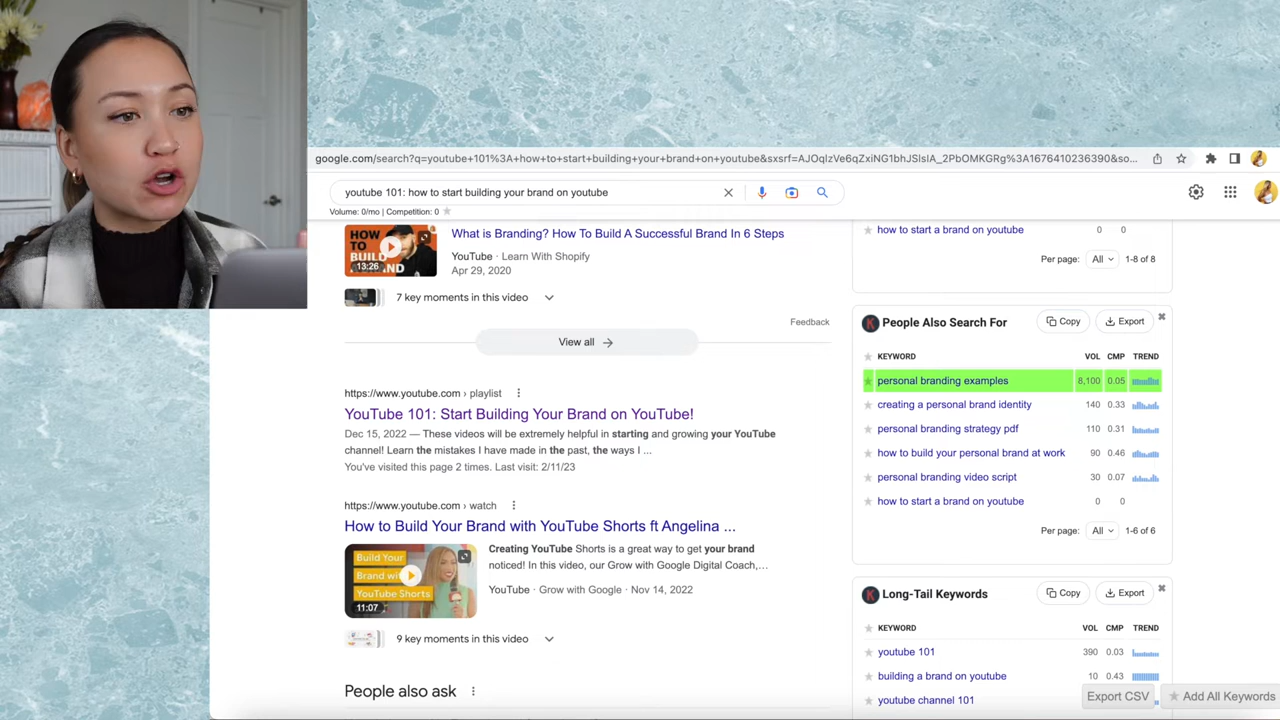 google.com/search?q=youtube+101%3A+how+to+start+building+your+brand+on+youtube&sxsrf=AJOqlzVe6qZxiNG1bhJSlsIA_2PbOMKGRg%3A1676410236390&so...
youtube 101: how to start building your brand on youtube
Volume: 0/mo | Competition: 0
HOW
TO
BUILD
13:26
What is Branding? How To Build A Successful Brand In 6 Steps
YouTube · Learn With Shopify
Apr 29, 2020
7 key moments in this video
Feedback
View all
https://www.youtube.com › playlist
YouTube 101: Start Building Your Brand on YouTube!
Dec 15, 2022 — These videos will be extremely helpful in starting and growing your YouTube
channel! Learn the mistakes I have made in the past, the ways I ...
You've visited this page 2 times. Last visit: 2/11/23
https://www.youtube.com › watch
How to Build Your Brand with YouTube Shorts ft Angelina ...
Build Your
Brand wit
YouTube Shorts
11:07
Creating YouTube Shorts is a great way to get your brand
noticed! In this video, our Grow with Google Digital Coach,...
YouTube · Grow with Google · Nov 14, 2022
9 key moments in this video
People also ask
how to start a brand on youtube 0 0
Per page: All 1-8 of 8
People Also Search For Copy Export
KEYWORD VOL CMP TREND
personal branding examples 8,100 0.05
creating a personal brand identity 140 0.33
personal branding strategy pdf 110 0.31
how to build your personal brand at work 90 0.46
personal branding video script 30 0.07
how to start a brand on youtube 0 0
Per page: All 1-6 of 6
Long-Tail Keywords Copy Export
KEYWORD VOL CMP TREND
youtube 101 390 0.03
building a brand on youtube 10 0.43
youtube channel 101
Export CSV Add All Keywords